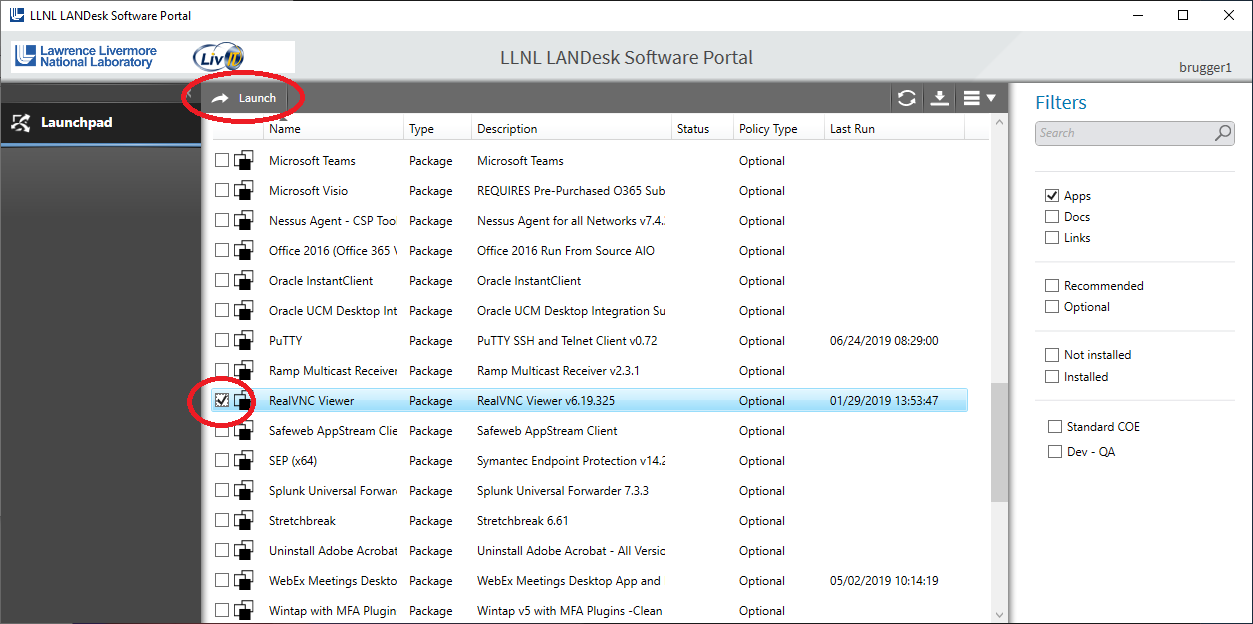 LLNL LANDesk Software Portal
Lawrence Livermore
National Laboratory
Liv IT
LLNL LANDesk Software Portal
brugger1
Launch
Launchpad
Name Type Description Status Policy Type Last Run
Microsoft Teams Package Microsoft Teams Optional
Microsoft Visio Package REQUIRES Pre-Purchased O365 Sub Optional
Nessus Agent - CSP Tool Package Nessus Agent for all Networks v7.4. Optional
Office 2016 (Office 365 V Package Office 2016 Run From Source AIO Optional
Oracle InstantClient Package Oracle InstantClient Optional
Oracle UCM Desktop Int Package Oracle UCM Desktop Integration Su Optional
PuTTY Package PuTTY SSH and Telnet Client v0.72 Optional 06/24/2019 08:29:00
Ramp Multicast Receiver Package Ramp Multicast Receiver v2.3.1 Optional
RealVNC Viewer Package RealVNC Viewer v6.19.325 Optional 01/29/2019 13:53:47
Safeweb AppStream Clie Package Safeweb AppStream Client Optional
SEP (x64) Package Symantec Endpoint Protection v14.2 Optional
Splunk Universal Forwar Package Splunk Universal Forwarder 7.3.3 Optional
Stretchbreak Package Stretchbreak 6.61 Optional
Uninstall Adobe Acrobat Package Uninstall Adobe Acrobat - All Versio Optional
WebEx Meetings Deskto Package WebEx Meetings Desktop App and Optional 05/02/2019 10:14:19
Wintap with MFA Plugin Package Wintap v5 with MFA Plugins -Clean Optional
Filters
Search
Apps
Docs
Links
Recommended
Optional
Not installed
Installed
Standard COE
Dev - QA